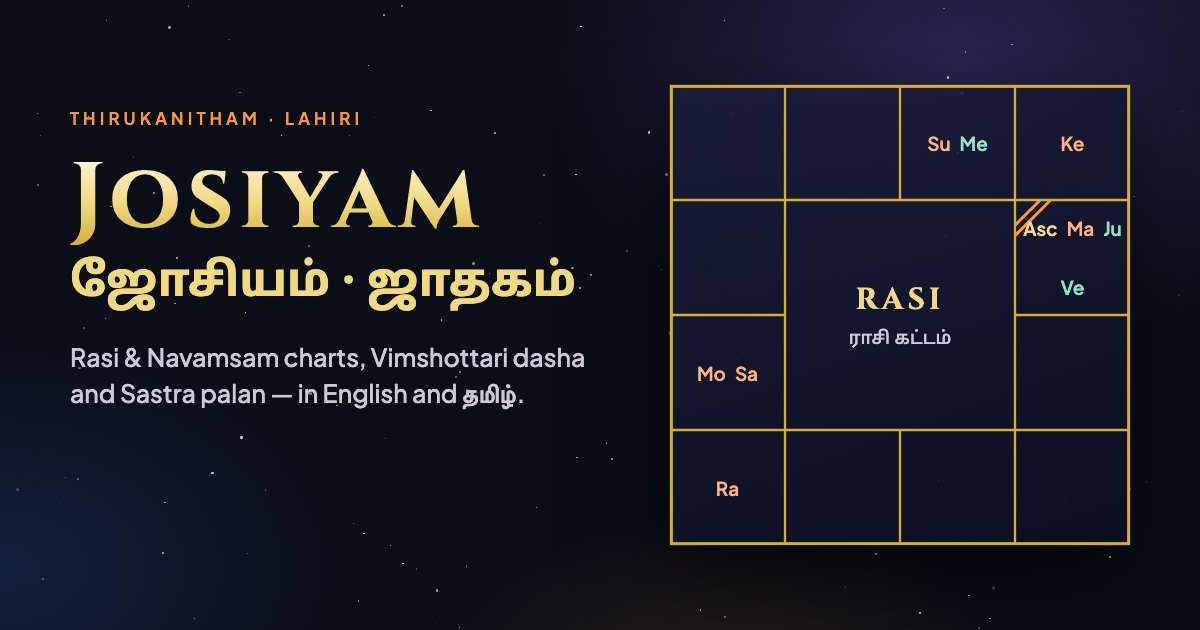 THIRUKANITHAM · LAHIRI
JOSIYAM
ஜோசியம் · ஜாதகம்
Rasi & Navamsam charts, Vimshottari dasha
and Sastra palan — in English and தமிழ்.
Su Me
Ke
Asc Ma Ju
Ve
RASI
ராசி கட்டம்
Mo Sa
Ra